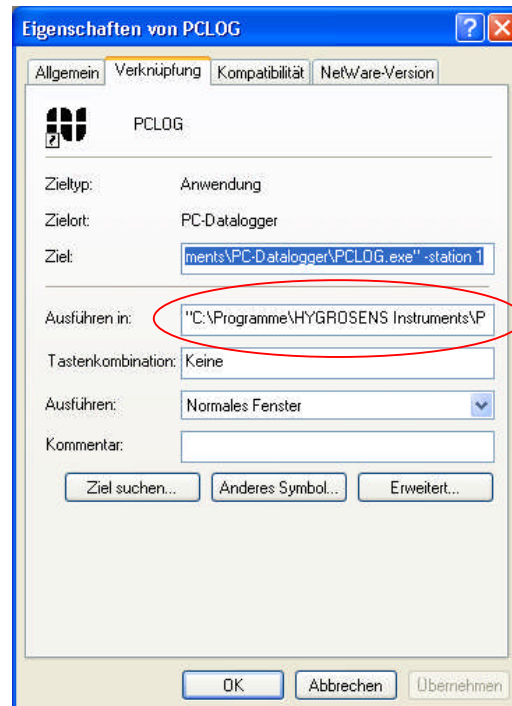 Eigenschaften von PCLOG
Allgemein Verknüpfung Kompatibilität NetWare-Version
PCLOG
Zieltyp: Anwendung
Zielort: PC-Datalogger
Ziel: ments\PC-Datalogger\PCLOG.exe" -station 1
Ausführen in: "C:\Programme\HYGROSENS Instruments\P
Tastenkombination: Keine
Ausführen: Normales Fenster
Kommentar:
Ziel suchen... Anderes Symbol... Erweitert...
OK Abbrechen Übernehmen